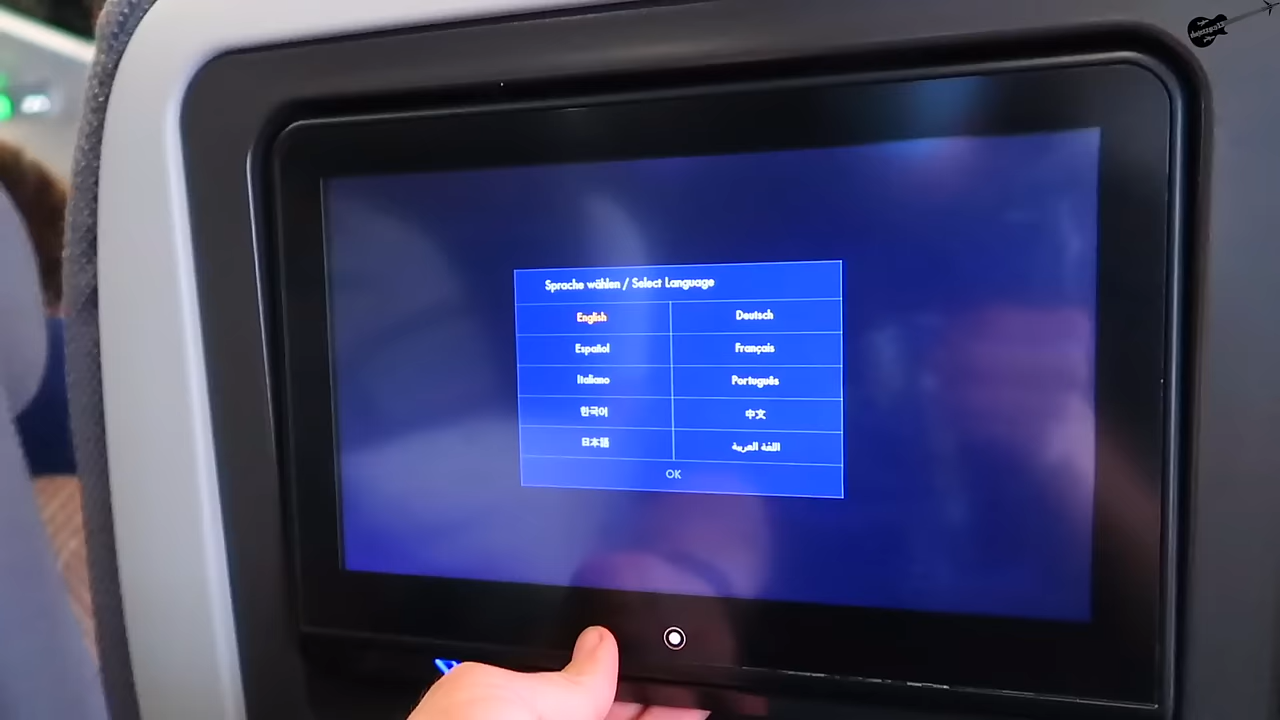 Sprache wählen / Select Language
English
Deutsch
Español
Français
Italiano
Português
한국어
中文
日本語
اللغة العربية
OK